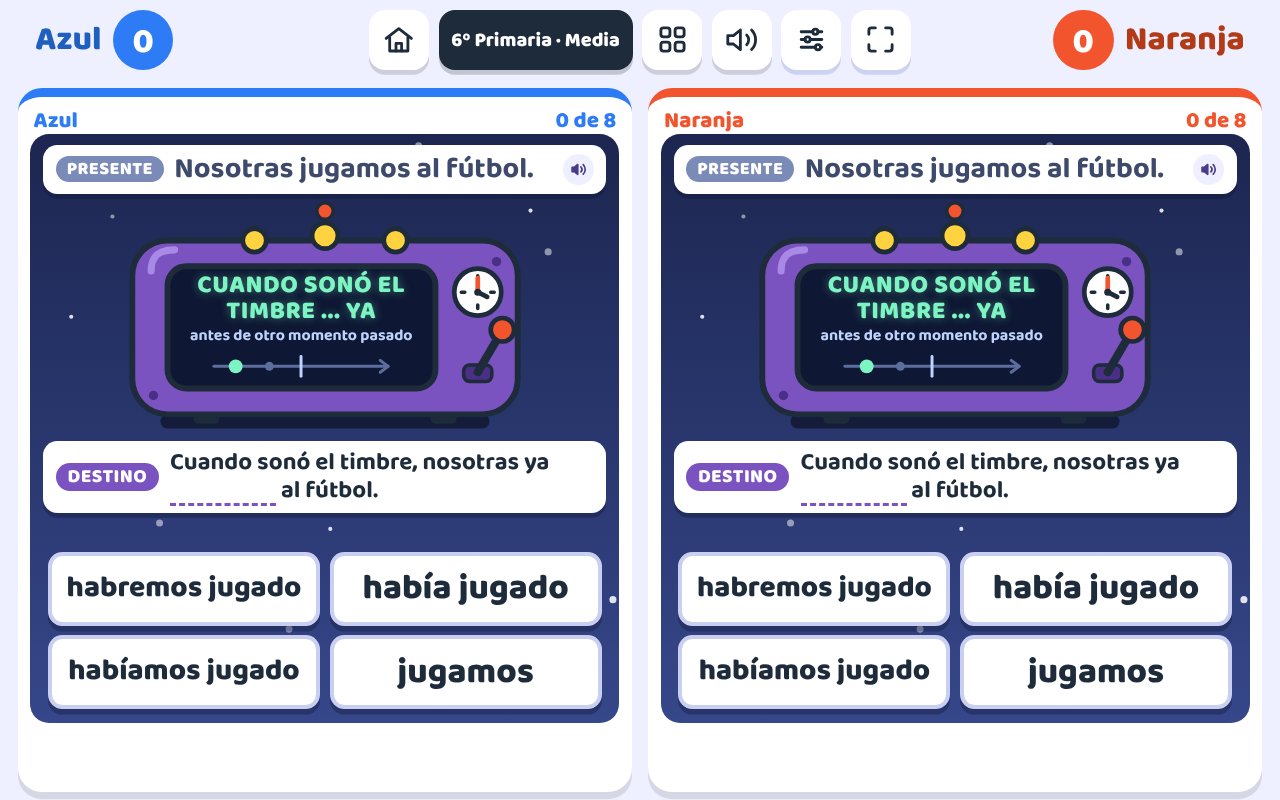 Azul 0
6º Primaria · Media
0 Naranja
Azul 0 de 8
PRESENTE Nosotras jugamos al fútbol.
CUANDO SONÓ EL
TIMBRE ... YA
antes de otro momento pasado
DESTINO Cuando sonó el timbre, nosotras ya
al fútbol.
habremos jugado
había jugado
habíamos jugado
jugamos
Naranja 0 de 8
PRESENTE Nosotras jugamos al fútbol.
CUANDO SONÓ EL
TIMBRE ... YA
antes de otro momento pasado
DESTINO Cuando sonó el timbre, nosotras ya
al fútbol.
habremos jugado
había jugado
habíamos jugado
jugamos